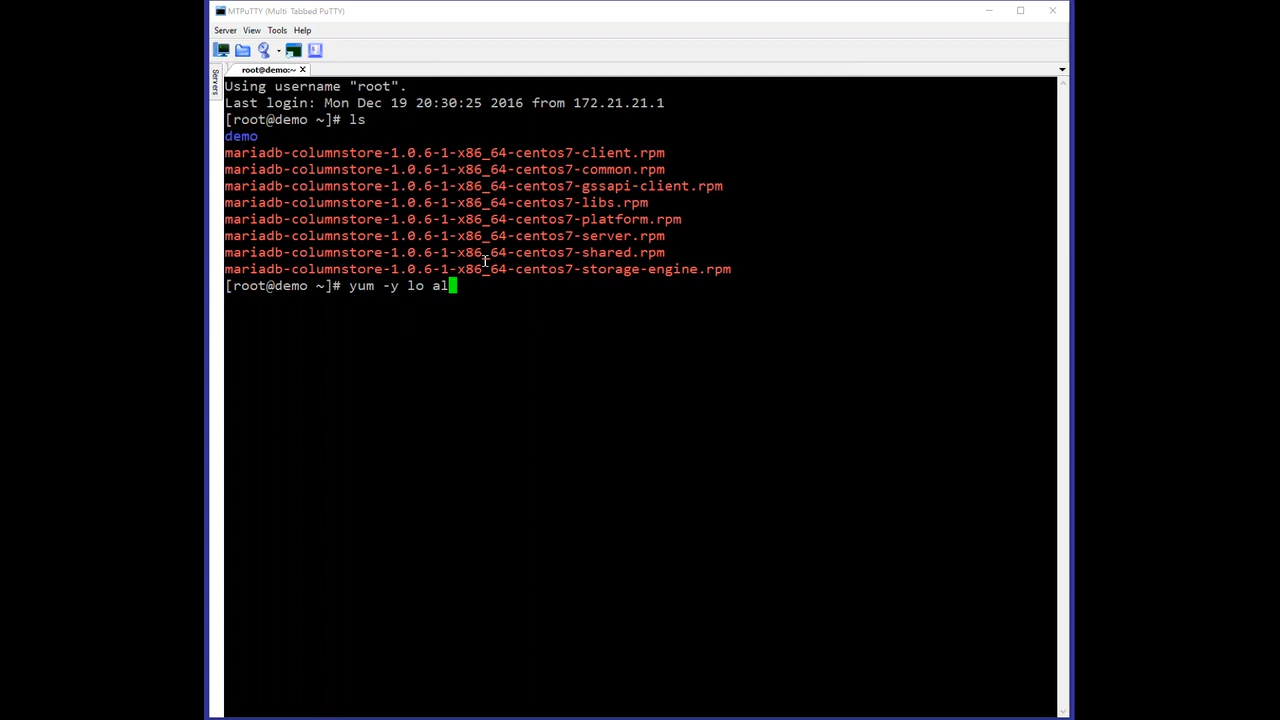 MTPuTTY (Multi Tabbed PuTTY)
Server View Tools Help
Servers
root@demo:~
Using username "root".
Last login: Mon Dec 19 20:30:25 2016 from 172.21.21.1
[root@demo ~]# ls
demo
mariadb-columnstore-1.0.6-1-x86_64-centos7-client.rpm
mariadb-columnstore-1.0.6-1-x86_64-centos7-common.rpm
mariadb-columnstore-1.0.6-1-x86_64-centos7-gssapi-client.rpm
mariadb-columnstore-1.0.6-1-x86_64-centos7-libs.rpm
mariadb-columnstore-1.0.6-1-x86_64-centos7-platform.rpm
mariadb-columnstore-1.0.6-1-x86_64-centos7-server.rpm
mariadb-columnstore-1.0.6-1-x86_64-centos7-shared.rpm
mariadb-columnstore-1.0.6-1-x86_64-centos7-storage-engine.rpm
[root@demo ~]# yum -y lo al